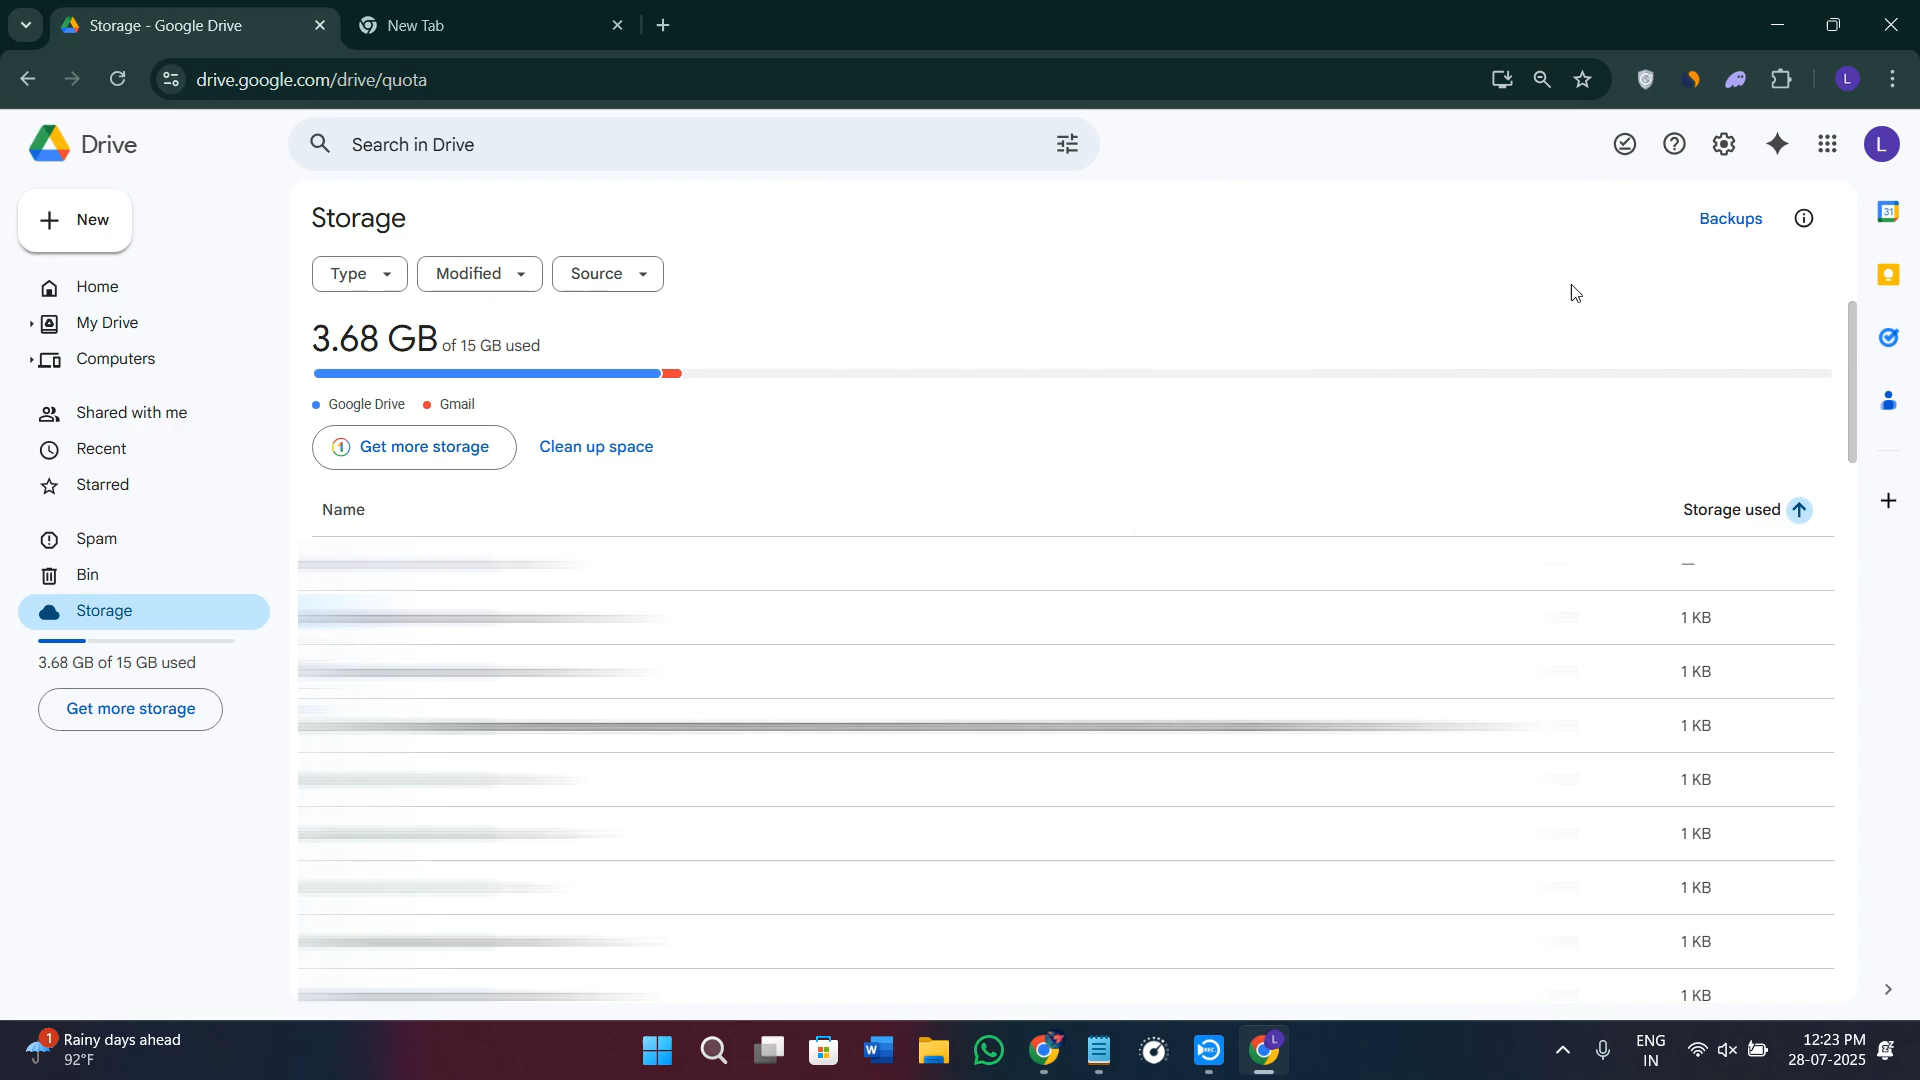 Storage - Google Drive
New Tab
drive.google.com/drive/quota
L
Drive
Search in Drive
L
New
Storage
Backups
31
Type
Modified
Source
Home
My Drive
Computers
3.68 GB of 15 GB used
Google Drive
Gmail
Shared with me
Recent
Starred
1 Get more storage
Clean up space
Name
Storage used
Spam
Bin
Storage
3.68 GB of 15 GB used
Get more storage
–
1 KB
1 KB
1 KB
1 KB
1 KB
1 KB
1 KB
1 KB
1
Rainy days ahead
92°F
W
L
ENG
IN
12:23 PM
28-07-2025